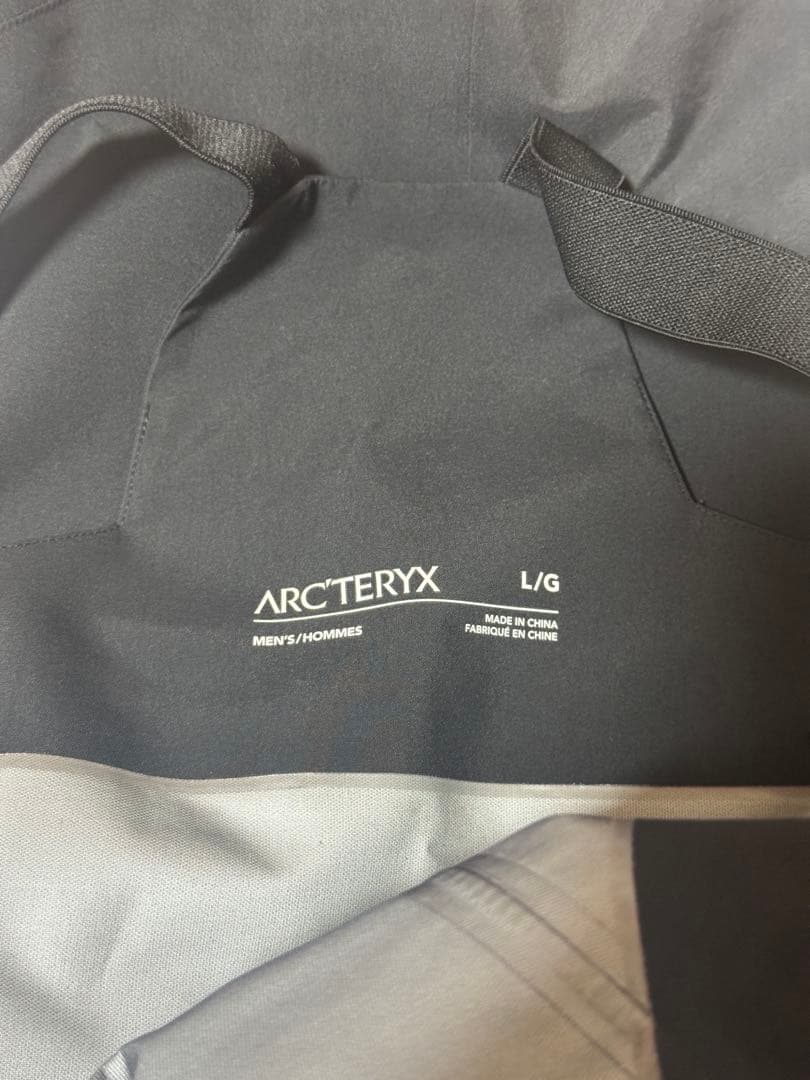 ARC'TERYX L/G
MEN'S/HOMMES
MADE IN CHINA
FABRIQUÉ EN CHINE